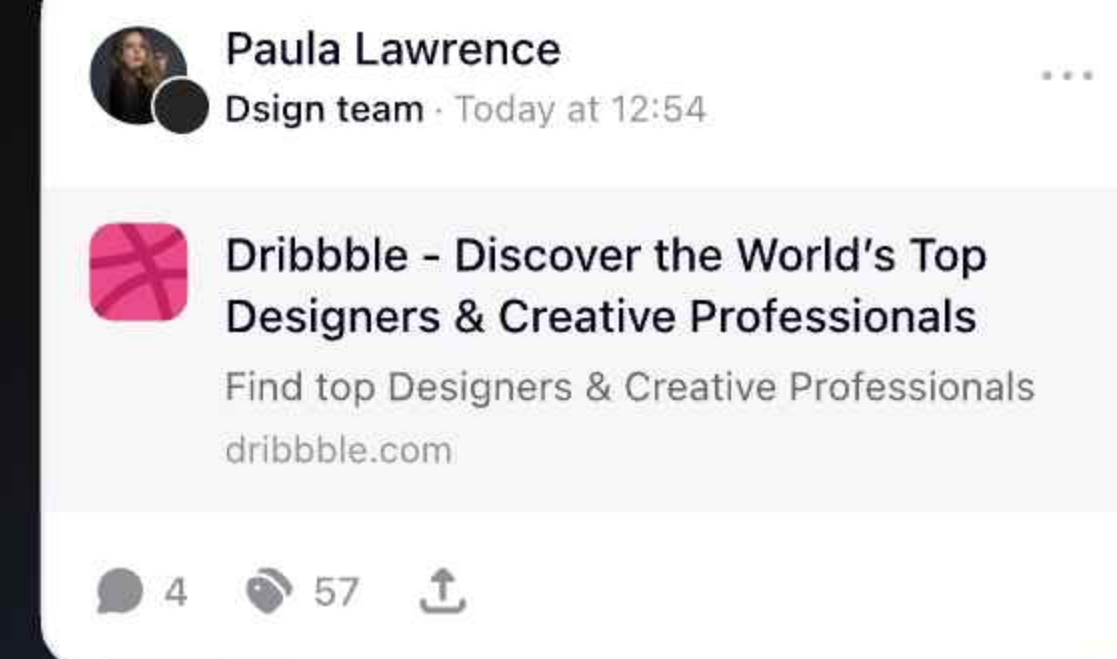 Paula Lawrence
Dsign team · Today at 12:54
Dribbble - Discover the World’s Top
Designers & Creative Professionals
Find top Designers & Creative Professionals
dribbble.com
4 57